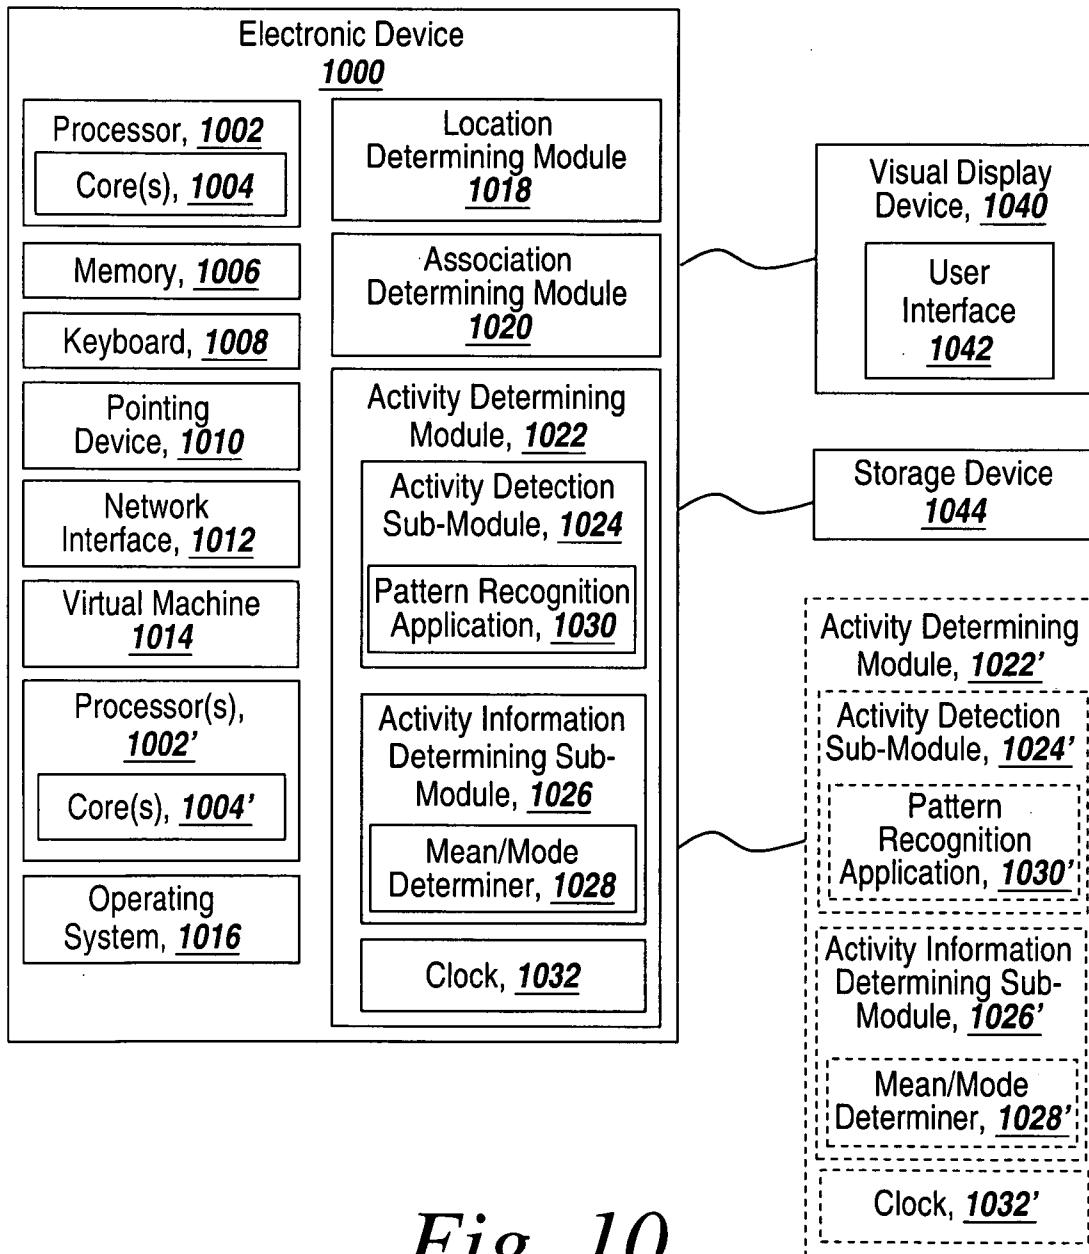 Electronic Device
1000
Processor, 1002
Core(s), 1004
Memory, 1006
Keyboard, 1008
Pointing
Device, 1010
Network
Interface, 1012
Virtual Machine
1014
Processor(s),
1002'
Core(s), 1004'
Operating
System, 1016
Location
Determining Module
1018
Association
Determining Module
1020
Activity Determining
Module, 1022
Activity Detection
Sub-Module, 1024
Pattern Recognition
Application, 1030
Activity Information
Determining Sub-
Module, 1026
Mean/Mode
Determiner, 1028
Clock, 1032
Visual Display
Device, 1040
User
Interface
1042
Storage Device
1044
Activity Determining
Module, 1022'
Activity Detection
Sub-Module, 1024'
Pattern
Recognition
Application, 1030'
Activity Information
Determining Sub-
Module, 1026'
Mean/Mode
Determiner, 1028'
Clock, 1032'
Fig. 10